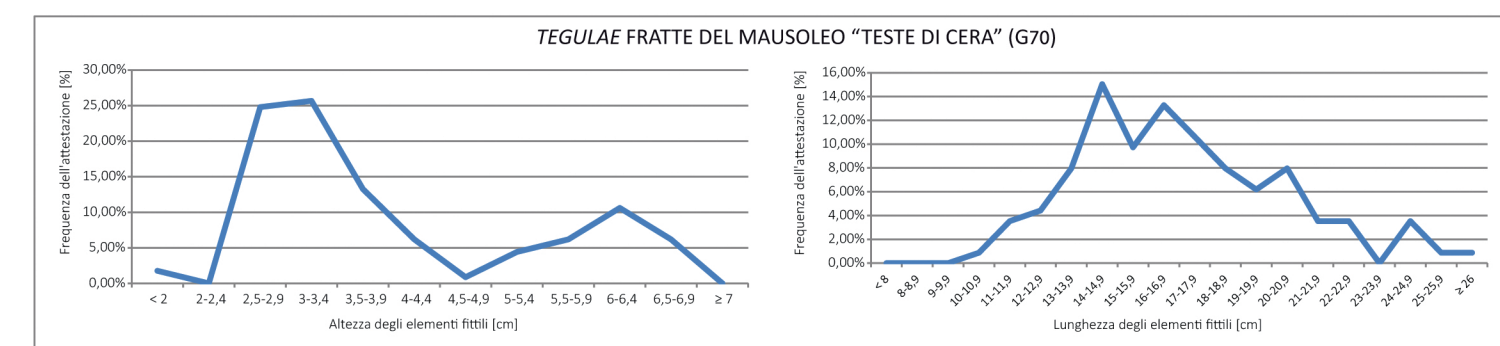 TEGULAE FRATTE DEL MAUSOLEO “TESTE DI CERA” (G70)
Frequenza dell'attestazione [%]
30,00%
25,00%
20,00%
15,00%
10,00%
5,00%
0,00%
< 2 2-2,4 2,5-2,9 3-3,4 3,5-3,9 4-4,4 4,5-4,9 5-5,4 5,5-5,9 6-6,4 6,5-6,9 ≥ 7
Altezza degli elementi fittili [cm]
Frequenza dell'attestazione [%]
16,00%
14,00%
12,00%
10,00%
8,00%
6,00%
4,00%
2,00%
0,00%
< 8 8-8,9 9-9,9 10-10,9 11-11,9 12-12,9 13-13,9 14-14,9 15-15,9 16-16,9 17-17,9 18-18,9 19-19,9 20-20,9 21-21,9 22-22,9 23-23,9 24-24,9 25-25,9 ≥ 26
Lunghezza degli elementi fittili [cm]